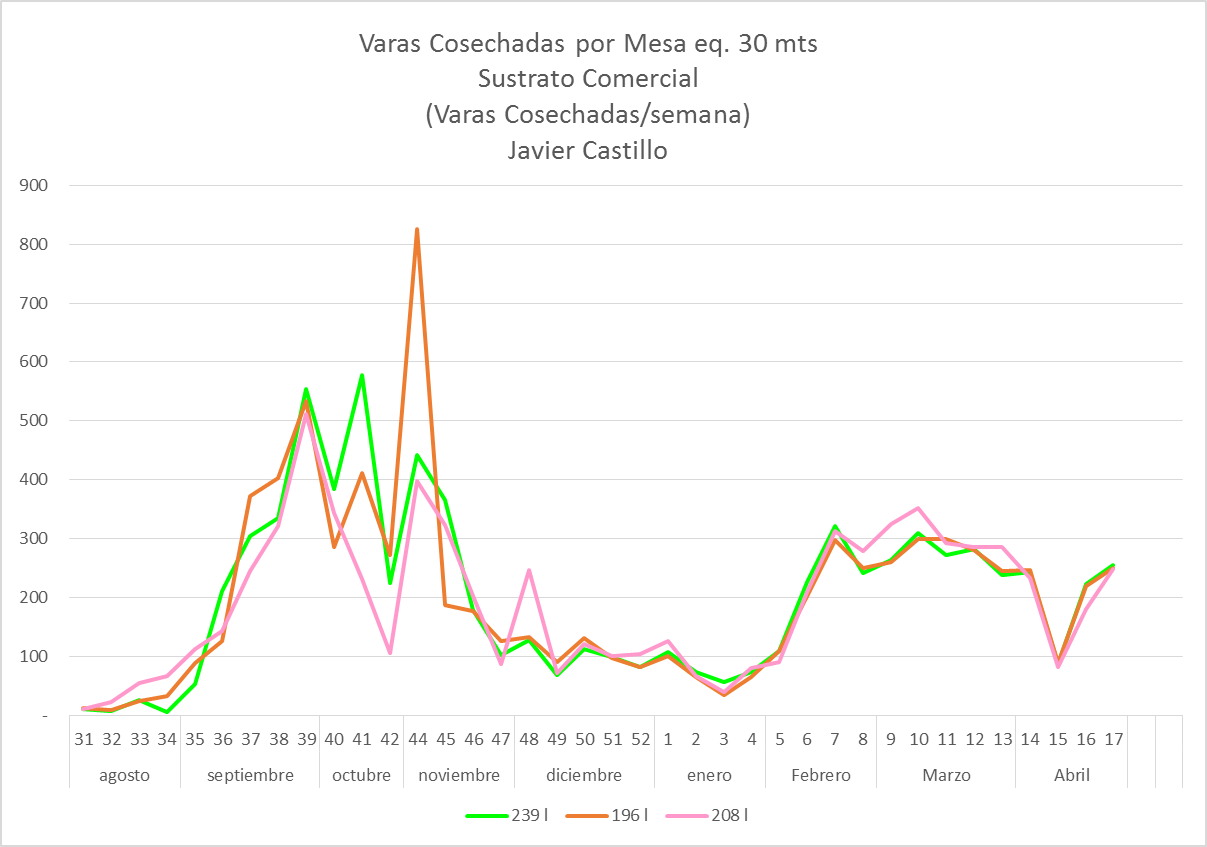 Varas Cosechadas por Mesa eq. 30 mts
Sustrato Comercial
(Varas Cosechadas/semana)
Javier Castillo
900
800
700
600
500
400
300
200
100
-
31 32 33 34 35 36 37 38 39 40 41 42 44 45 46 47 48 49 50 51 52 1 2 3 4 5 6 7 8 9 10 11 12 13 14 15 16 17
agosto septiembre octubre noviembre diciembre enero Febrero Marzo Abril
239 l 196 l 208 l